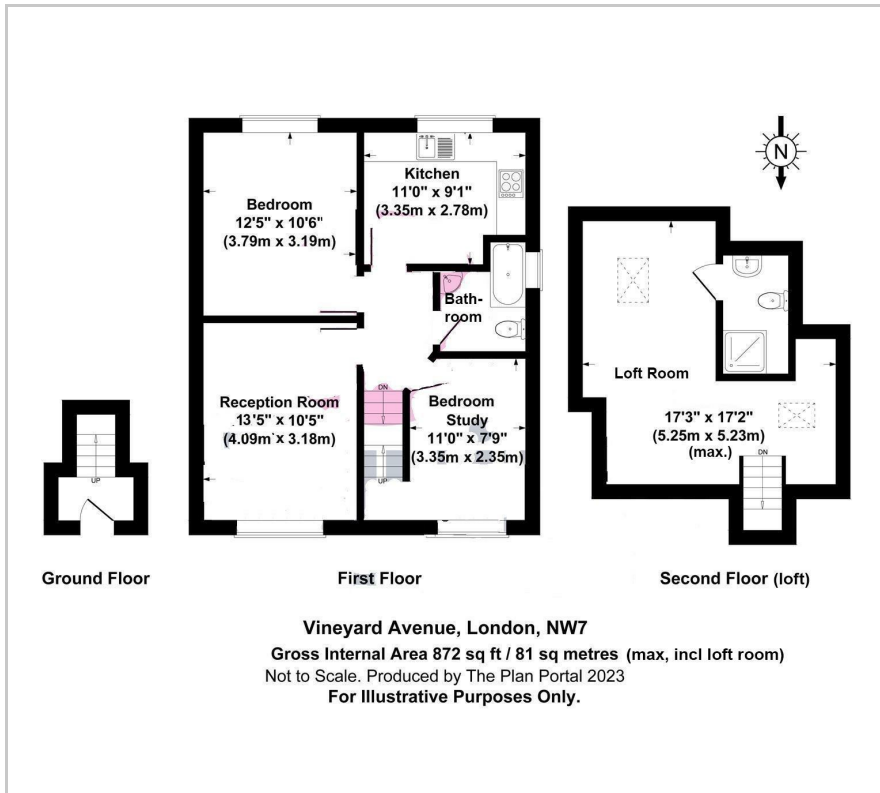 N
Bedroom
12'5" x 10'6"
(3.79m x 3.19m)
Kitchen
11'0" x 9'1"
(3.35m x 2.78m)
Bath-
room
Reception Room
13'5" x 10'5"
(4.09m x 3.18m)
DN
UP
Bedroom
Study
11'0" x 7'9"
(3.35m x 2.35m)
Loft Room
17'3" x 17'2"
(5.25m x 5.23m)
(max.)
DN
UP
Ground Floor
First Floor
Second Floor (loft)
Vineyard Avenue, London, NW7
Gross Internal Area 872 sq ft / 81 sq metres (max, incl loft room)
Not to Scale. Produced by The Plan Portal 2023
For Illustrative Purposes Only.